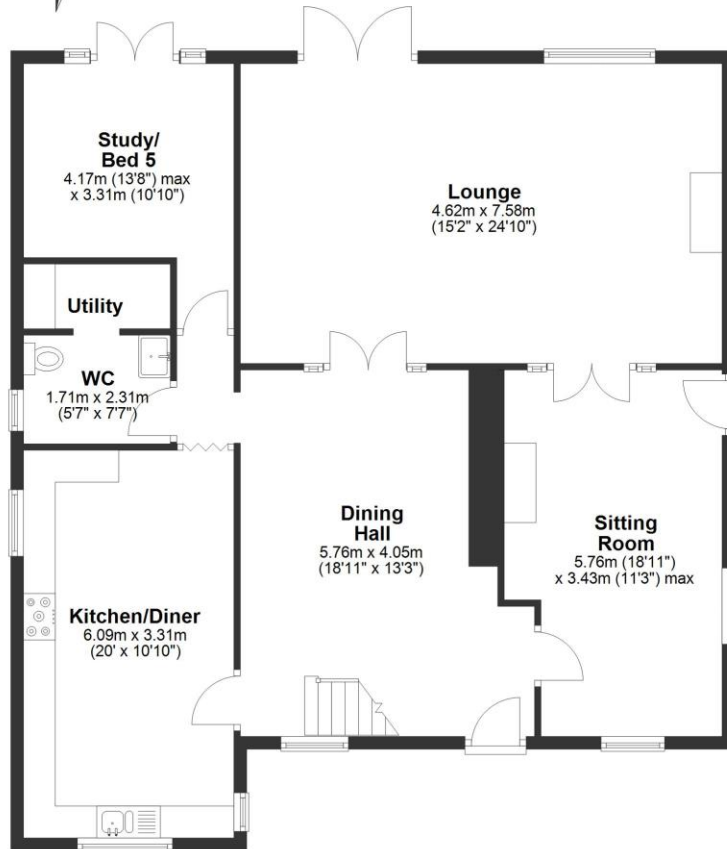 Study/
Bed 5
4.17m (13'8") max
x 3.31m (10'10")
Lounge
4.62m x 7.58m
(15'2" x 24'10")
Utility
WC
1.71m x 2.31m
(5'7" x 7'7")
Dining
Hall
5.76m x 4.05m
(18'11" x 13'3")
Sitting
Room
5.76m (18'11")
x 3.43m (11'3") max
Kitchen/Diner
6.09m x 3.31m
(20' x 10'10")